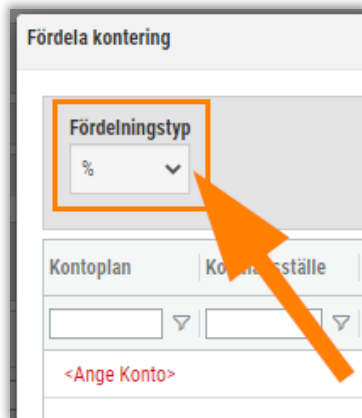 Fördela kontering
Fördelningstyp
%
Kontoplan
<Ange Konto>